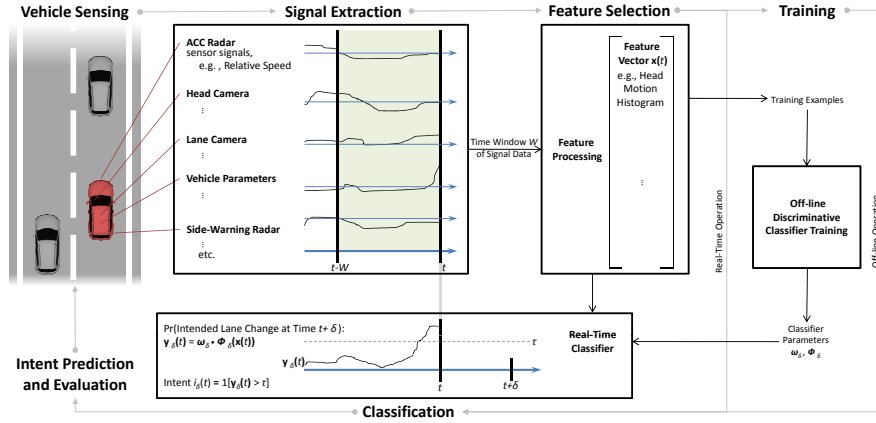 Vehicle Sensing
Signal Extraction
Feature Selection
Training
ACC Radar
sensor signals,
e.g. , Relative Speed
Head Camera
⋮
Lane Camera
⋮
Vehicle Parameters
⋮
Side-Warning Radar
⋮
etc.
t-W
t
Time Window W
of Signal Data
Feature
Processing
Feature
Vector x(t)
e.g., Head
Motion
Histogram
⋮
Real-Time Operation
Training Examples
Off-line
Discriminative
Classifier Training
Off-line Operation
Classifier
Parameters
ω δ, Φ δ
Real-Time
Classifier
Pr(Intended Lane Change at Time t+ δ):
y δ(t) = ω δ • Φ δ(x(t))
τ
y δ(t)
Intent i δ(t) = 1[y δ(t) > τ]
t
t+δ
Intent Prediction
and Evaluation
Classification